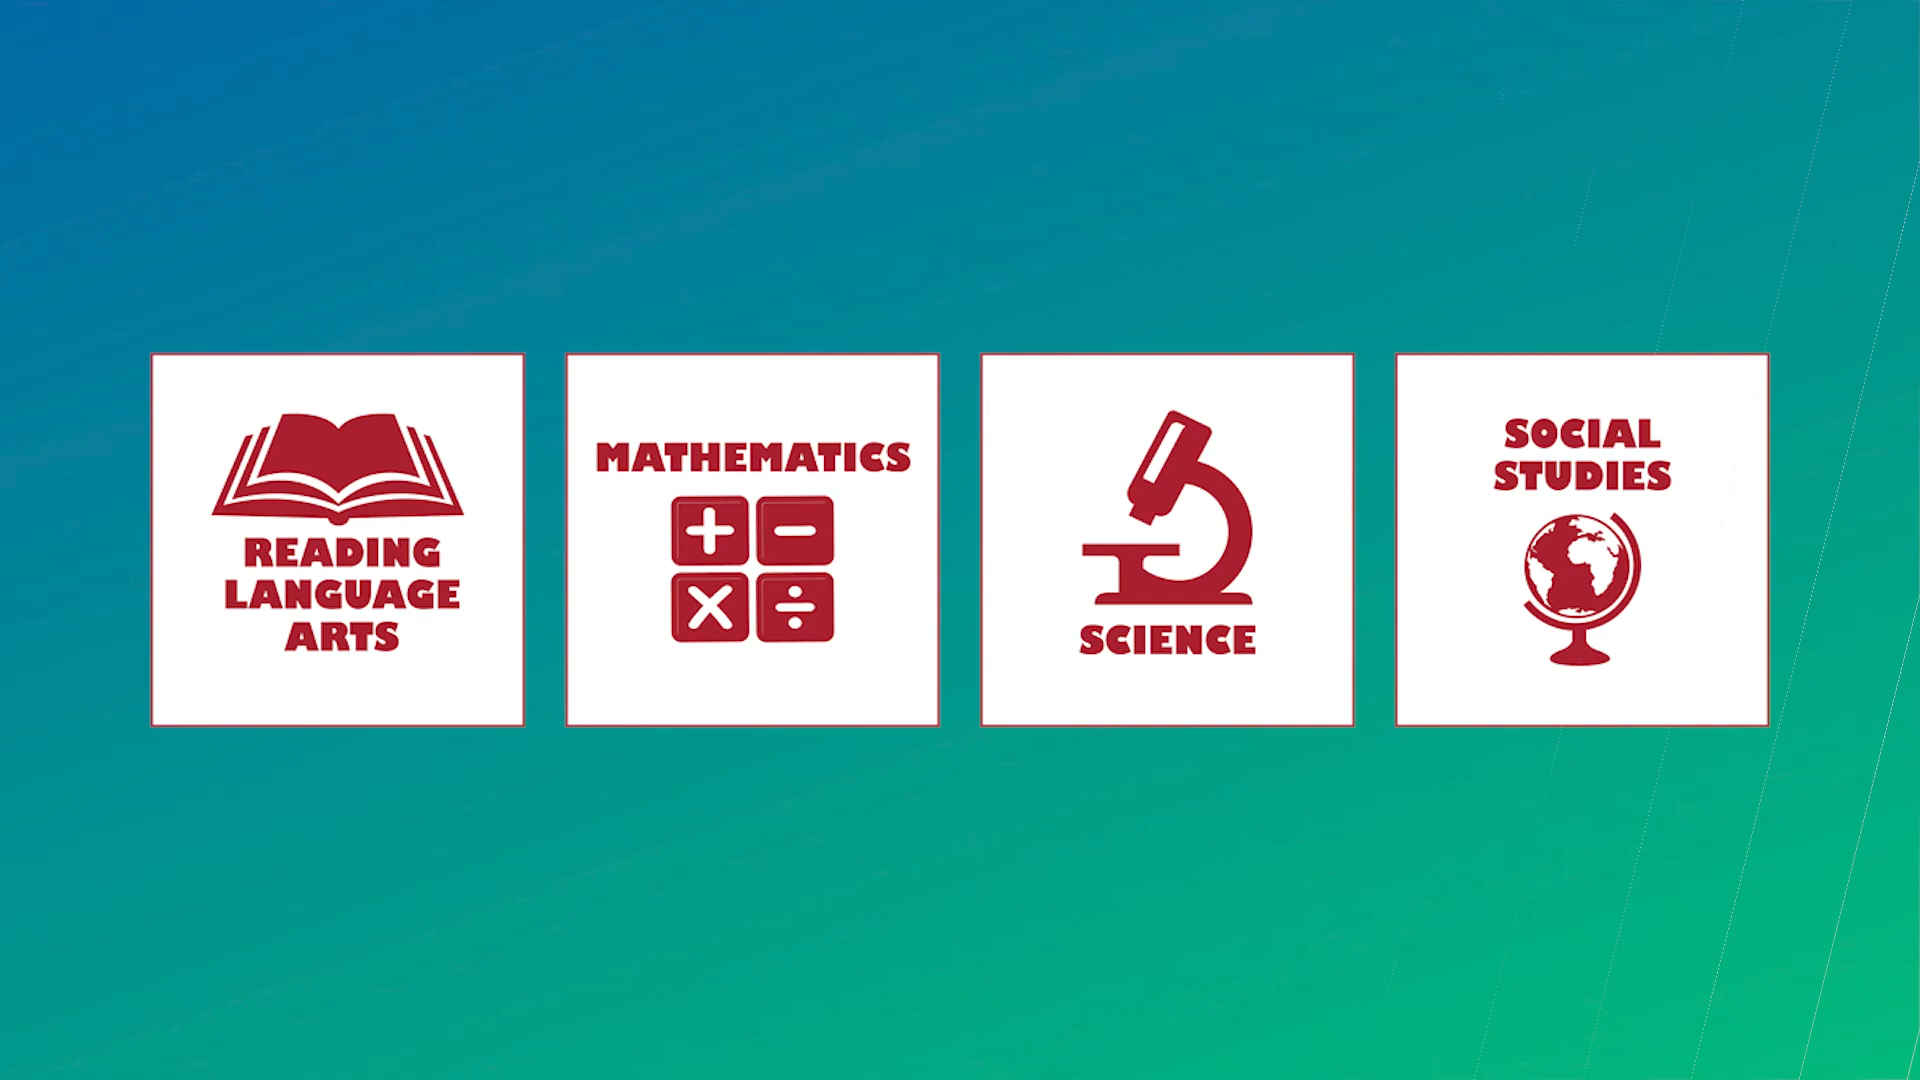 READING
LANGUAGE
ARTS
MATHEMATICS
SCIENCE
SOCIAL
STUDIES